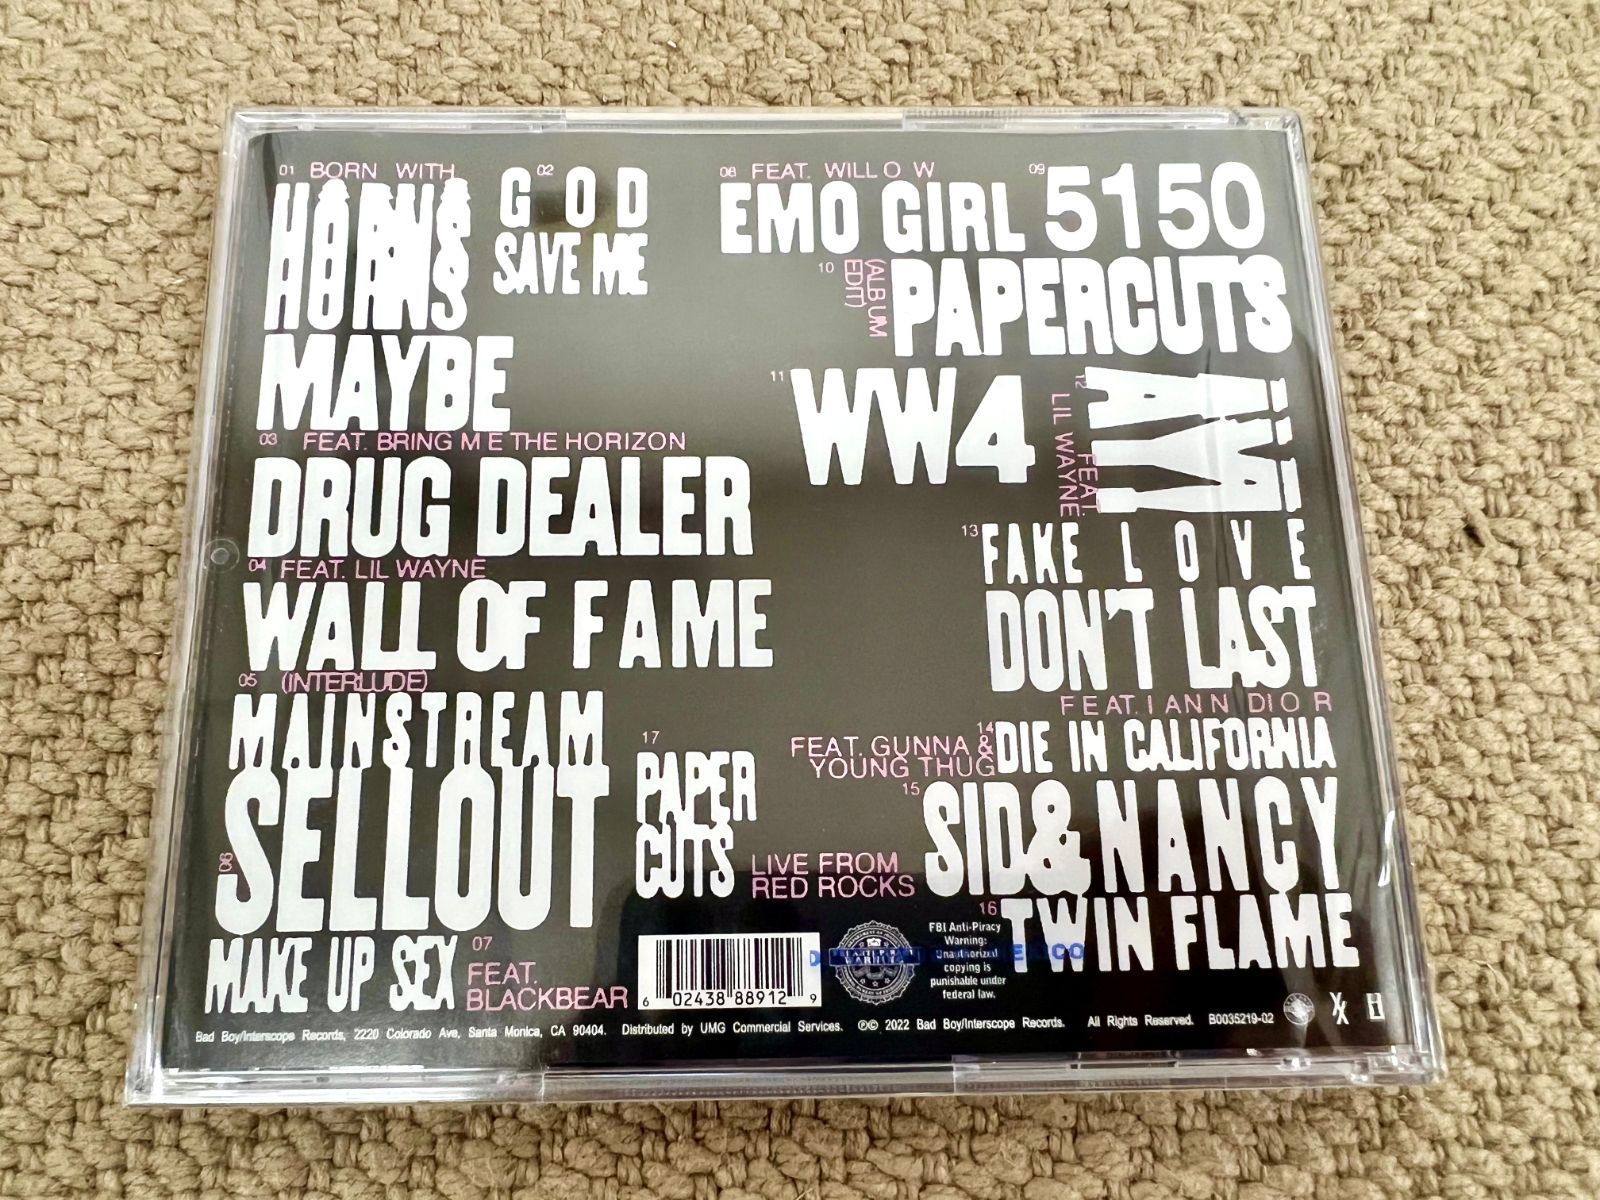 01 BORN WITH
HORNS
HORNS
02
GOD
SAVE ME
MAYBE
03 FEAT. BRING ME THE HORIZON
DRUG DEALER
04 FEAT. LIL WAYNE
WALL OF FAME
05 (INTERLUDE)
MAINSTREAM
SELLOUT
06
MAKE UP SEX
07
FEAT.
BLACKBEAR
08 FEAT. WILLOW
EMO GIRL
09
5150
10
(ALBUM
EDIT)
PAPERCUTS
11
WW4
12
AY!
FEAT.
LIL WAYNE
13
FAKE LOVE
DON'T LAST
FEAT. IANN DIOR
14
DIE IN CALIFORNIA
FEAT. GUNNA &
YOUNG THUG
15
SID & NANCY
16
TWIN FLAME
17
PAPER
CUTS
LIVE FROM
RED ROCKS
6 02438 88912 9
FBI Anti-Piracy
Warning:
Unauthorized
copying is
punishable under
federal law.
Bad Boy/Interscope Records, 2220 Colorado Ave, Santa Monica, CA 90404. Distributed by UMG Commercial Services. ℗© 2022 Bad Boy/Interscope Records. All Rights Reserved. B0035219-02